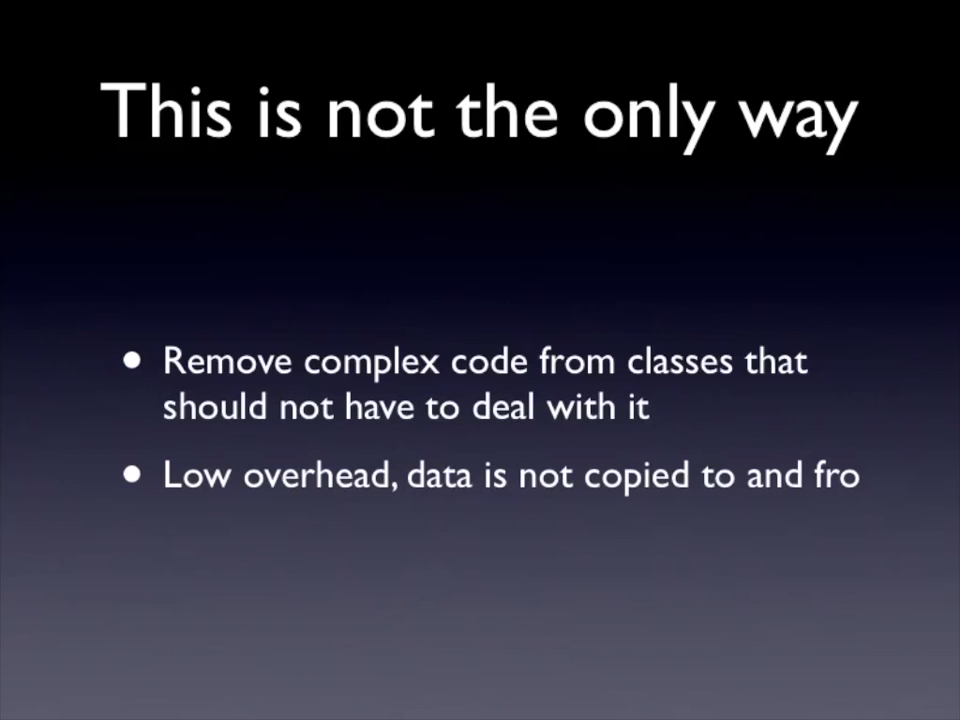 This is not the only way
• Remove complex code from classes that
should not have to deal with it
• Low overhead, data is not copied to and fro